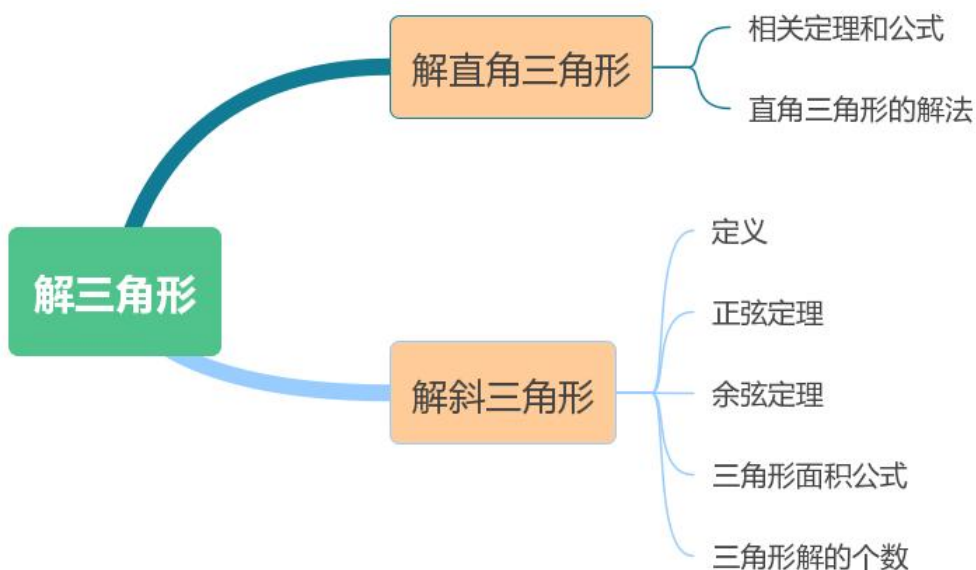 解三角形
解直角三角形
相关定理和公式
直角三角形的解法
解斜三角形
定义
正弦定理
余弦定理
三角形面积公式
三角形解的个数